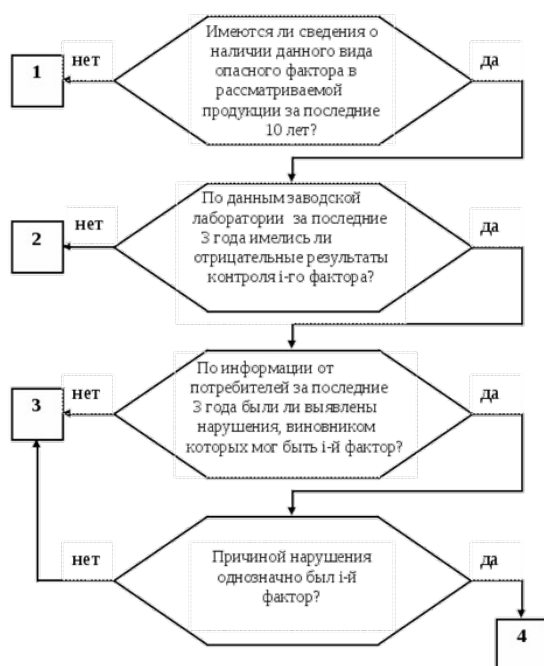 Имеются ли сведения о
наличии данного вида
опасного фактора в
рассматриваемой
продукции за последние
10 лет?
нет
да
1
По данным заводской
лаборатории за последние
3 года имелись ли
отрицательные результаты
контроля i-го фактора?
нет
да
2
По информации от
потребителей за последние
3 года были ли выявлены
нарушения, виновником
которых мог быть i-й фактор?
нет
да
3
Причиной нарушения
однозначно был i-й
фактор?
нет
да
4